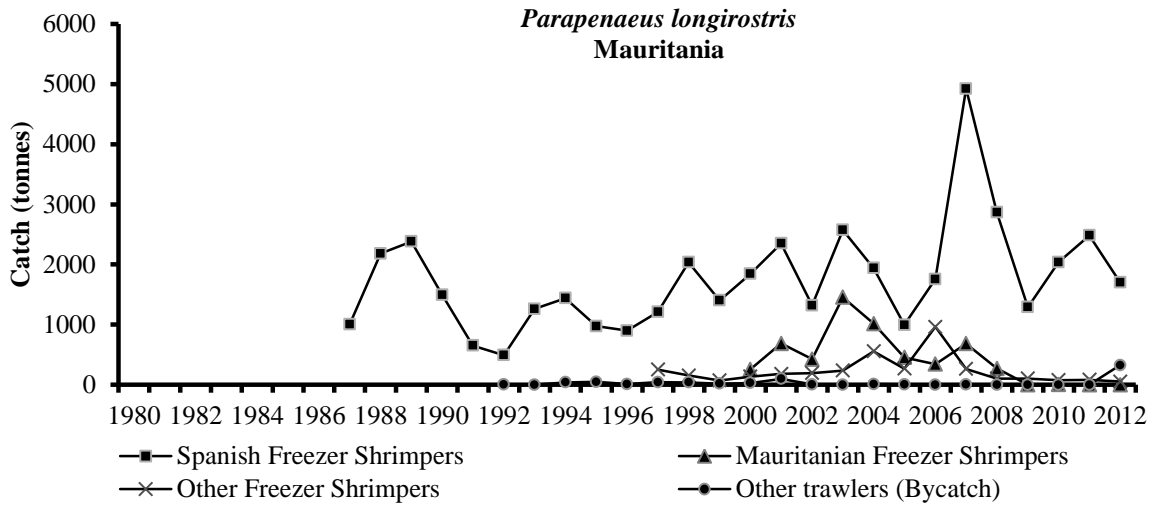 Parapenaeus longirostris
Mauritania
Catch (tonnes)
6000
5000
4000
3000
2000
1000
0
1980 1982 1984 1986 1988 1990 1992 1994 1996 1998 2000 2002 2004 2006 2008 2010 2012
Spanish Freezer Shrimpers Mauritanian Freezer Shrimpers
Other Freezer Shrimpers Other trawlers (Bycatch)